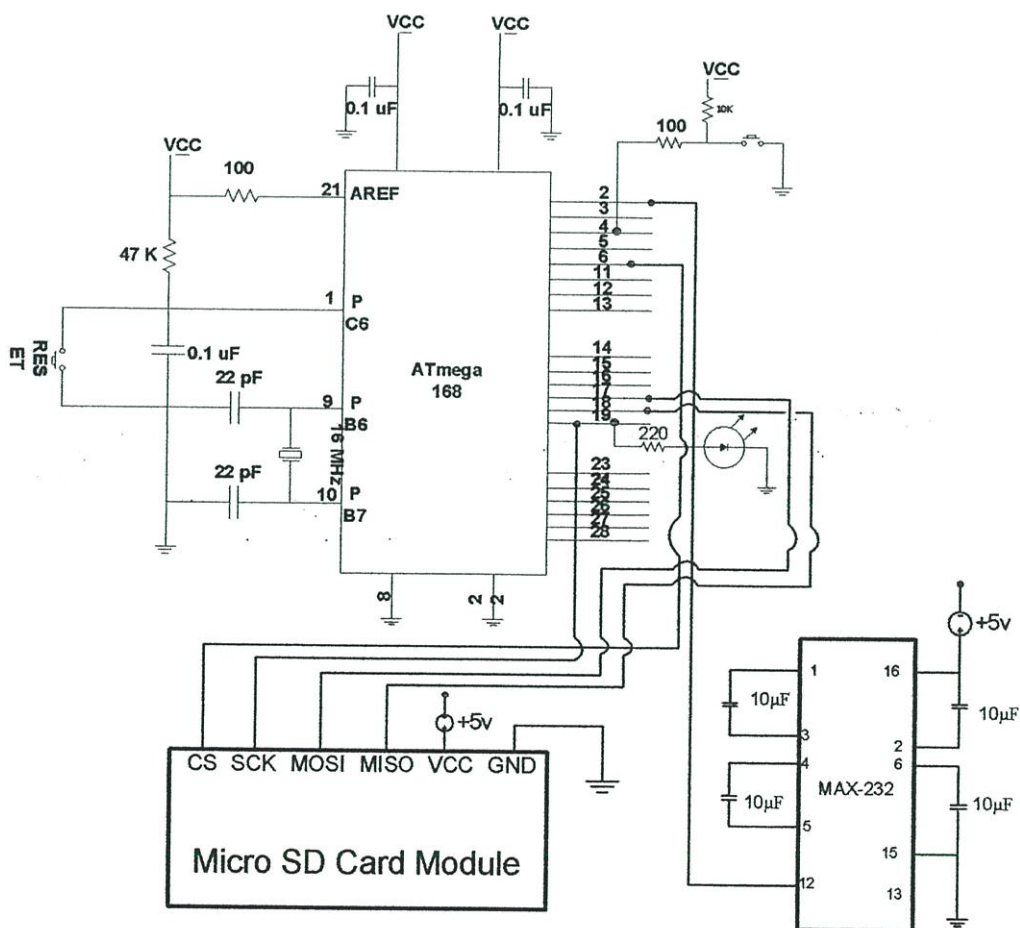 VCC
VCC
0.1 uF
0.1 uF
VCC
10K
100
VCC
100
21
AREF
47 K
1
P
C6
RES
ET
0.1 uF
22 pF
9
P
B6
16 MHz
22 pF
10
P
B7
ATmega
168
2
3
4
5
6
11
12
13
14
15
16
17
18
19
220
23
24
25
26
27
28
8
2 2
+5v
CS SCK MOSI MISO VCC GND
Micro SD Card Module
+5v
1
16
10µF
10µF
3
2
4
6
MAX-232
10µF
10µF
5
15
12
13